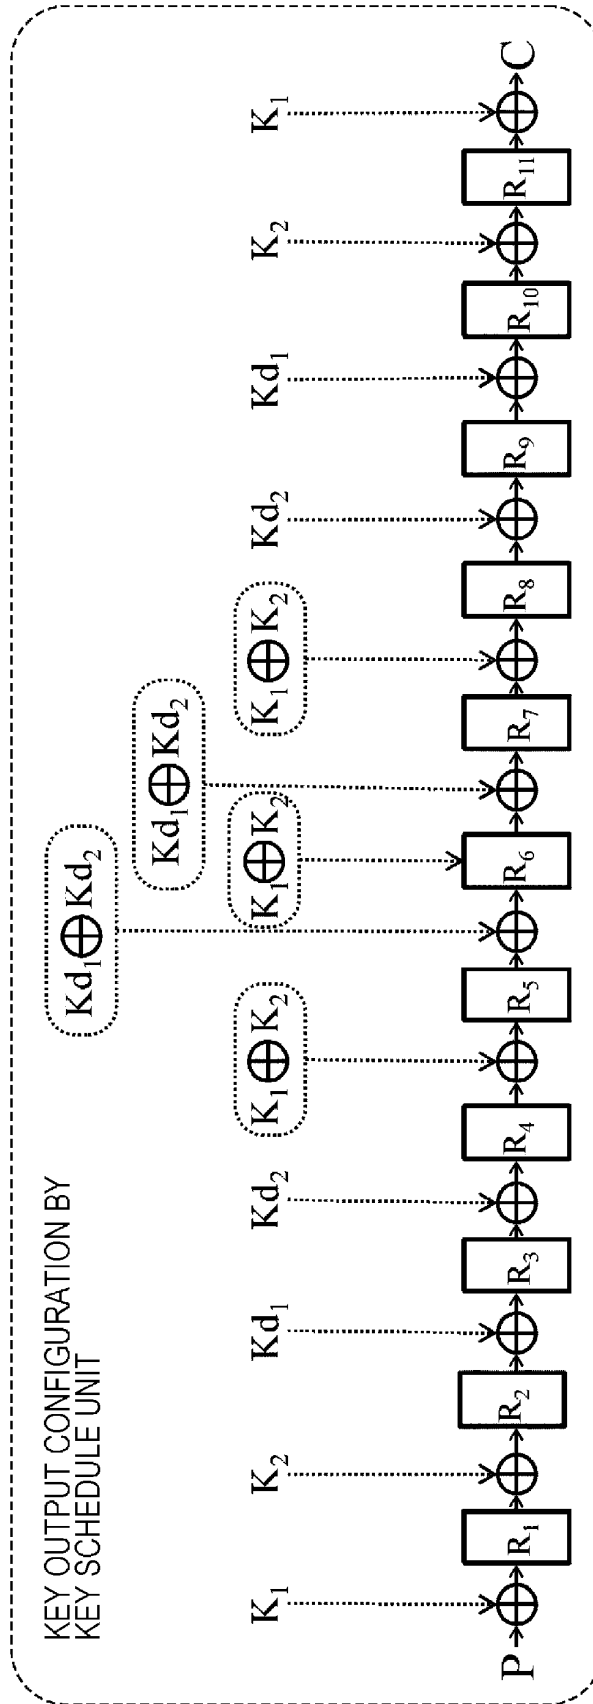 KEY OUTPUT CONFIGURATION BY
KEY SCHEDULE UNIT
Kd₁⊕Kd₂
Kd₁⊕Kd₂
K₁ K₂ Kd₁ Kd₂ K₁⊕K₂ K₁⊕K₂ K₁⊕K₂ Kd₂ Kd₁ K₂ K₁
P R₁ R₂ R₃ R₄ R₅ R₆ R₇ R₈ R₉ R₁₀ R₁₁ C